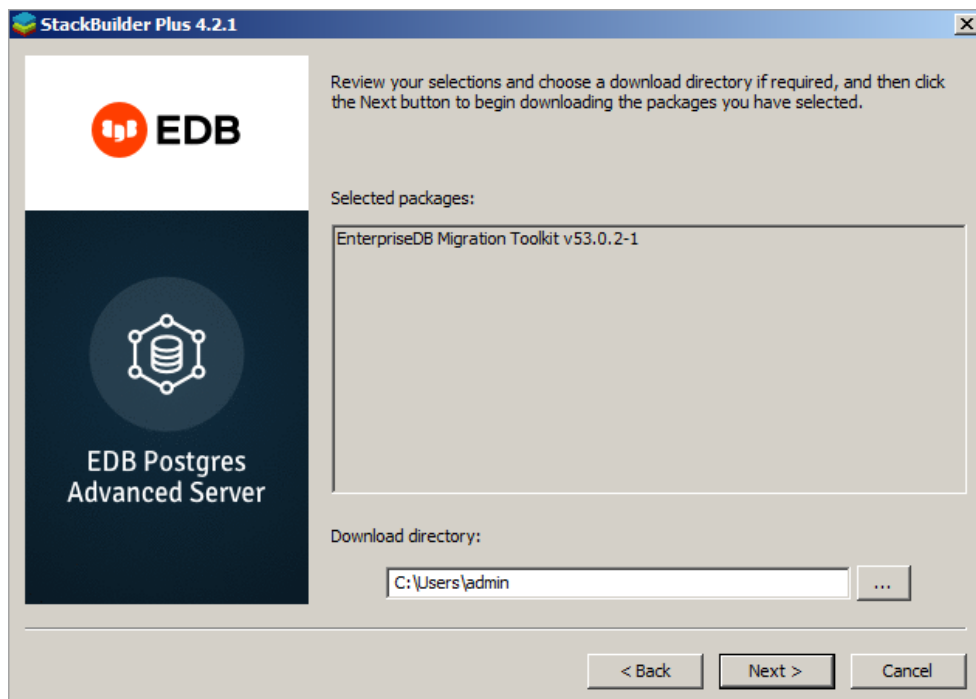 StackBuilder Plus 4.2.1
EDB
EDB Postgres
Advanced Server
Review your selections and choose a download directory if required, and then click
the Next button to begin downloading the packages you have selected.
Selected packages:
EnterpriseDB Migration Toolkit v53.0.2-1
Download directory:
C:\Users\admin
...
< Back
Next >
Cancel